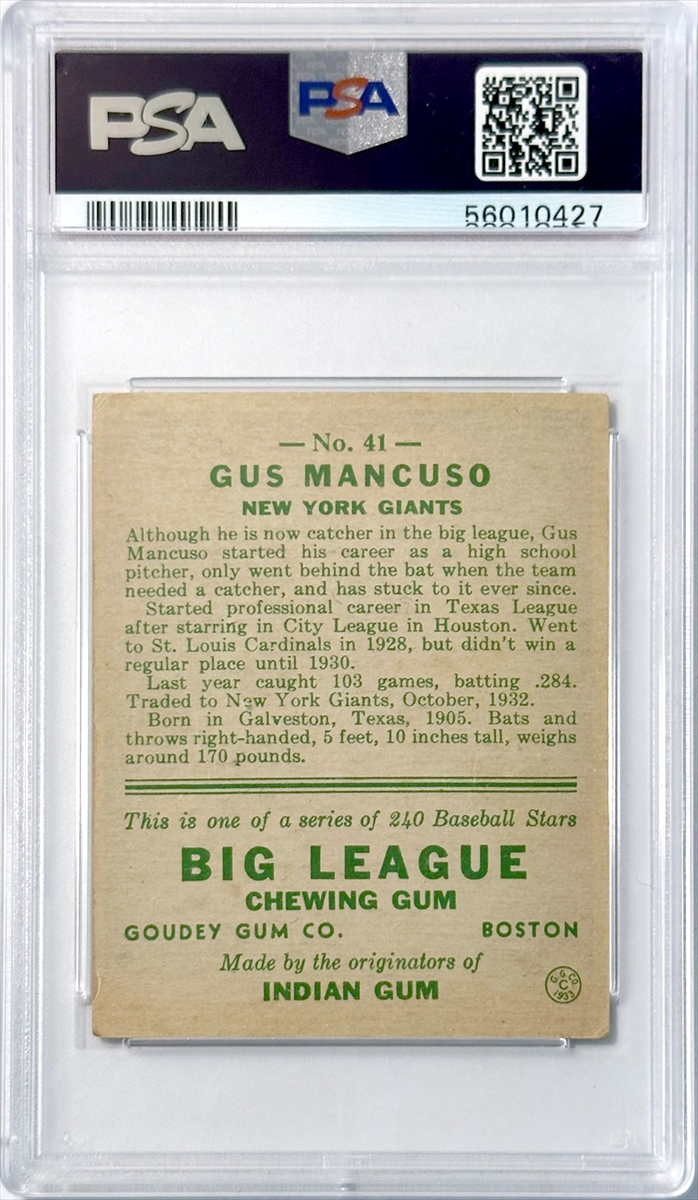 PSA
PSA
56010427
— No. 41 —
GUS MANCUSO
NEW YORK GIANTS
Although he is now catcher in the big league, Gus
Mancuso started his career as a high school
pitcher, only went behind the bat when the team
needed a catcher, and has stuck to it ever since.
Started professional career in Texas League
after starring in City League in Houston. Went
to St. Louis Cardinals in 1928, but didn't win a
regular place until 1930.
Last year caught 103 games, batting .284.
Traded to New York Giants, October, 1932.
Born in Galveston, Texas, 1905. Bats and
throws right-handed, 5 feet, 10 inches tall, weighs
around 170 pounds.
This is one of a series of 240 Baseball Stars
BIG LEAGUE
CHEWING GUM
GOUDEY GUM CO. BOSTON
Made by the originators of
INDIAN GUM
G. G. CO.
C
1933